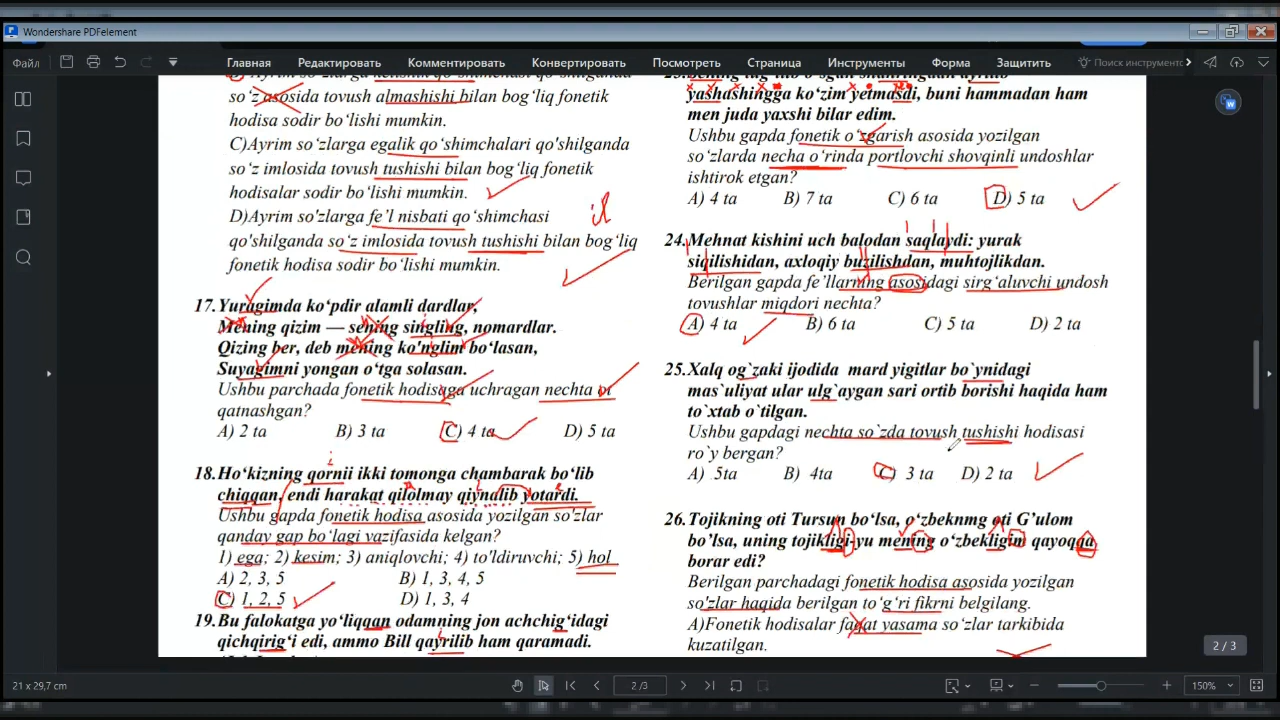 Wondershare PDFelement
Файл
Главная Редактировать Комментировать Конвертировать Посмотреть Страница Инструменты Форма Защитить
Поиск инструмент
so‘z asosida tovush almashishi bilan bog‘liq fonetik
hodisa sodir bo‘lishi mumkin.
C)Ayrim so‘zlarga egalik qo‘shimchalari qo'shilganda
so‘z imlosida tovush tushishi bilan bog‘liq fonetik
hodisalar sodir bo‘lishi mumkin.
D)Ayrim so'zlarga fe’l nisbati qo‘shimchasi
qo‘shilganda so‘z imlosida tovush tushishi bilan bog‘liq
fonetik hodisa sodir bo‘lishi mumkin.
il
17. Yuragimda ko‘pdir alamli dardlar,
Mening qizim — sening singling, nomardlar.
Qizing ber, deb mening ko'nglim bo‘lasan,
Suyagimni yongan o‘tga solasan.
Ushbu parchada fonetik hodisaga uchragan nechta ot
qatnashgan?
A) 2 ta B) 3 ta C) 4 ta D) 5 ta
18. Ho‘kizning qornii ikki tomonga chambarak bo‘lib
chiqqan, endi harakat qilolmay qiynalib yotardi.
Ushbu gapda fonetik hodisa asosida yozilgan so‘zlar
qanday gap bo‘lagi vazifasida kelgan?
1) ega; 2) kesim; 3) aniqlovchi; 4) to'ldiruvchi; 5) hol
A) 2, 3, 5 B) 1, 3, 4, 5
C) 1, 2, 5 D) 1, 3, 4
19. Bu falokatga yo‘liqqan odamning jon achchig‘idagi
qichqirig‘i edi, ammo Bill qayrilib ham qaramadi.
yashashingga ko‘zim yetmasdi, buni hammadan ham
men juda yaxshi bilar edim.
Ushbu gapda fonetik o‘zgarish asosida yozilgan
so‘zlarda necha o‘rinda portlovchi shovqinli undoshlar
ishtirok etgan?
A) 4 ta B) 7 ta C) 6 ta D) 5 ta
24. Mehnat kishini uch balodan saqlaydi: yurak
siqilishidan, axloqiy buzilishdan, muhtojlikdan.
Berilgan gapda fe’llarning asosidagi sirg‘aluvchi undosh
tovushlar miqdori nechta?
A) 4 ta B) 6 ta C) 5 ta D) 2 ta
25. Xalq og`zaki ijodida mard yigitlar bo`ynidagi
mas`uliyat ular ulg`aygan sari ortib borishi haqida ham
to`xtab o`tilgan.
Ushbu gapdagi nechta so`zda tovush tushishi hodisasi
ro`y bergan?
A) 5ta B) 4ta C) 3 ta D) 2 ta
26. Tojikning oti Tursun bo‘lsa, o‘zbeknmg oti G’ulom
bo’lsa, uning tojikligi-yu mening o‘zbekligim qayoqqa
borar edi?
Berilgan parchadagi fonetik hodisa asosida yozilgan
so'zlar haqida berilgan to‘g‘ri fikrni belgilang.
A)Fonetik hodisalar faqat yasama so‘zlar tarkibida
kuzatilgan.
2 / 3
21 x 29,7 cm
2 /3
150%